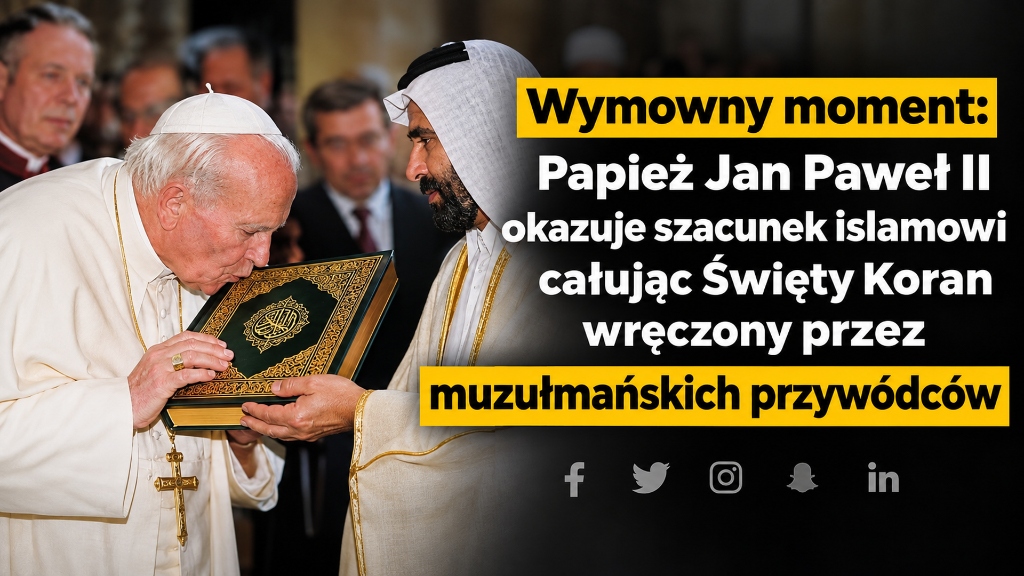 Wymowny moment:
Papież Jan Paweł II
okazuje szacunek islamowi
całując Święty Koran
wręczony przez
muzułmańskich przywódców